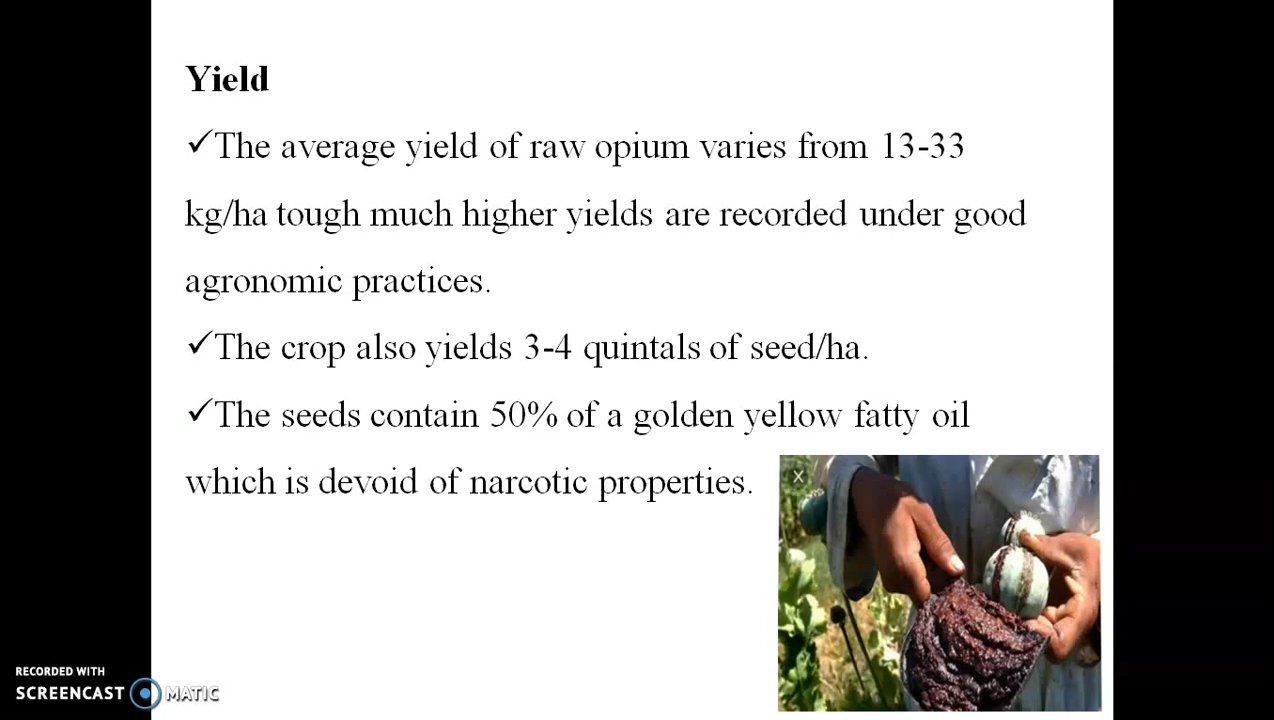 Yield
✓The average yield of raw opium varies from 13-33
kg/ha tough much higher yields are recorded under good
agronomic practices.
✓The crop also yields 3-4 quintals of seed/ha.
✓The seeds contain 50% of a golden yellow fatty oil
which is devoid of narcotic properties.
X
RECORDED WITH
SCREENCAST MATIC